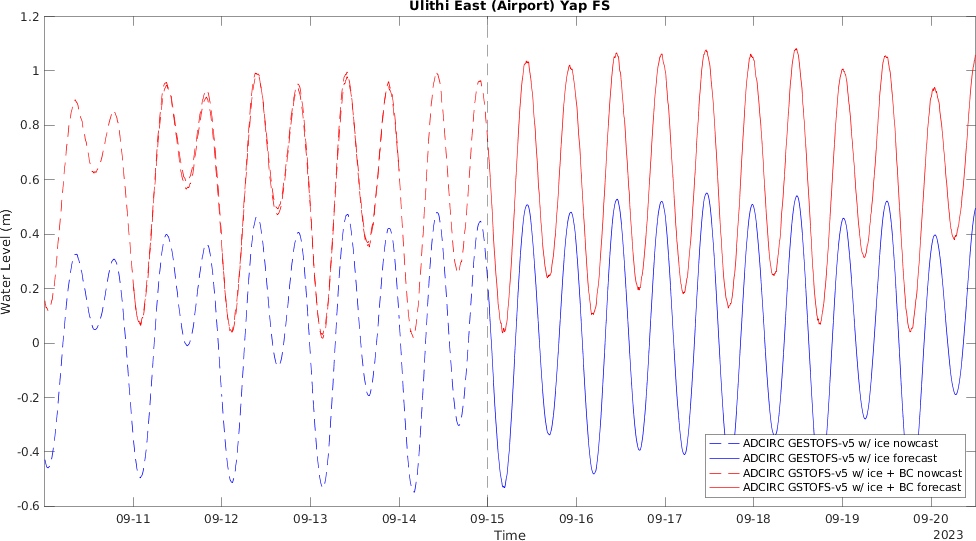 Ulithi East (Airport) Yap FS
Water Level (m)
1.2
1
0.8
0.6
0.4
0.2
0
-0.2
-0.4
-0.6
ADCIRC GESTOFS-v5 w/ ice nowcast
ADCIRC GESTOFS-v5 w/ ice forecast
ADCIRC GSTOFS-v5 w/ ice + BC nowcast
ADCIRC GSTOFS-v5 w/ ice + BC forecast
09-11 09-12 09-13 09-14 09-15 09-16 09-17 09-18 09-19 09-20
Time
2023